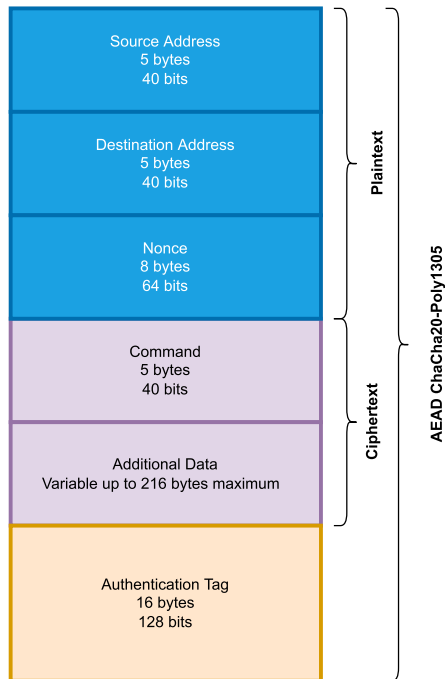 Source Address
5 bytes
40 bits
Destination Address
5 bytes
40 bits
Nonce
8 bytes
64 bits
Plaintext
Command
5 bytes
40 bits
Additional Data
Variable up to 216 bytes maximum
Ciphertext
Authentication Tag
16 bytes
128 bits
AEAD ChaCha20-Poly1305